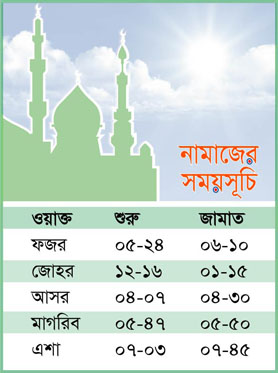 নামাজের
সময়সূচি
ওয়াক্ত শুরু জামাত
ফজর ০৫-২৪ ০৬-১০
জোহর ১২-১৬ ০১-১৫
আসর ০৪-০৭ ০৪-৩০
মাগরিব ০৫-৪৭ ০৫-৫০
এশা ০৭-০৩ ০৭-৪৫